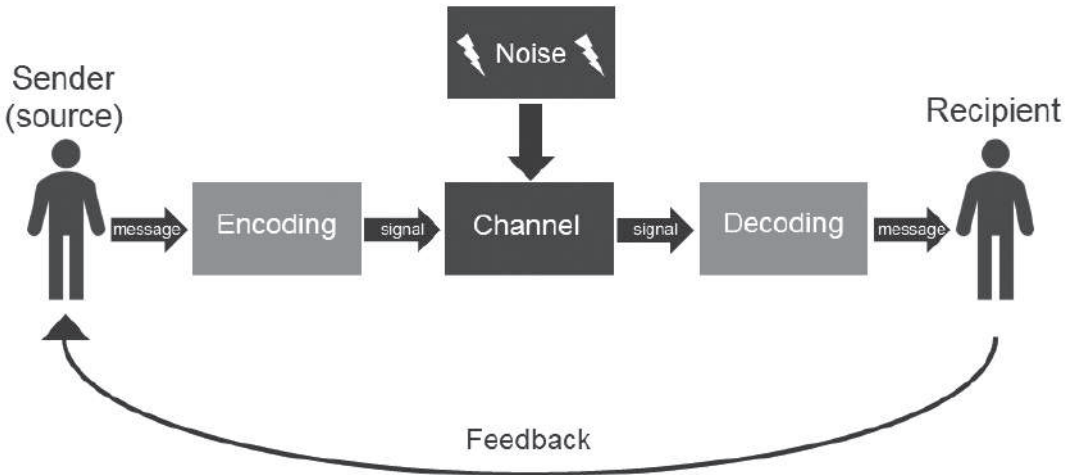 Noise
Sender
(source)
Recipient
message
Encoding
signal
Channel
signal
Decoding
message
Feedback